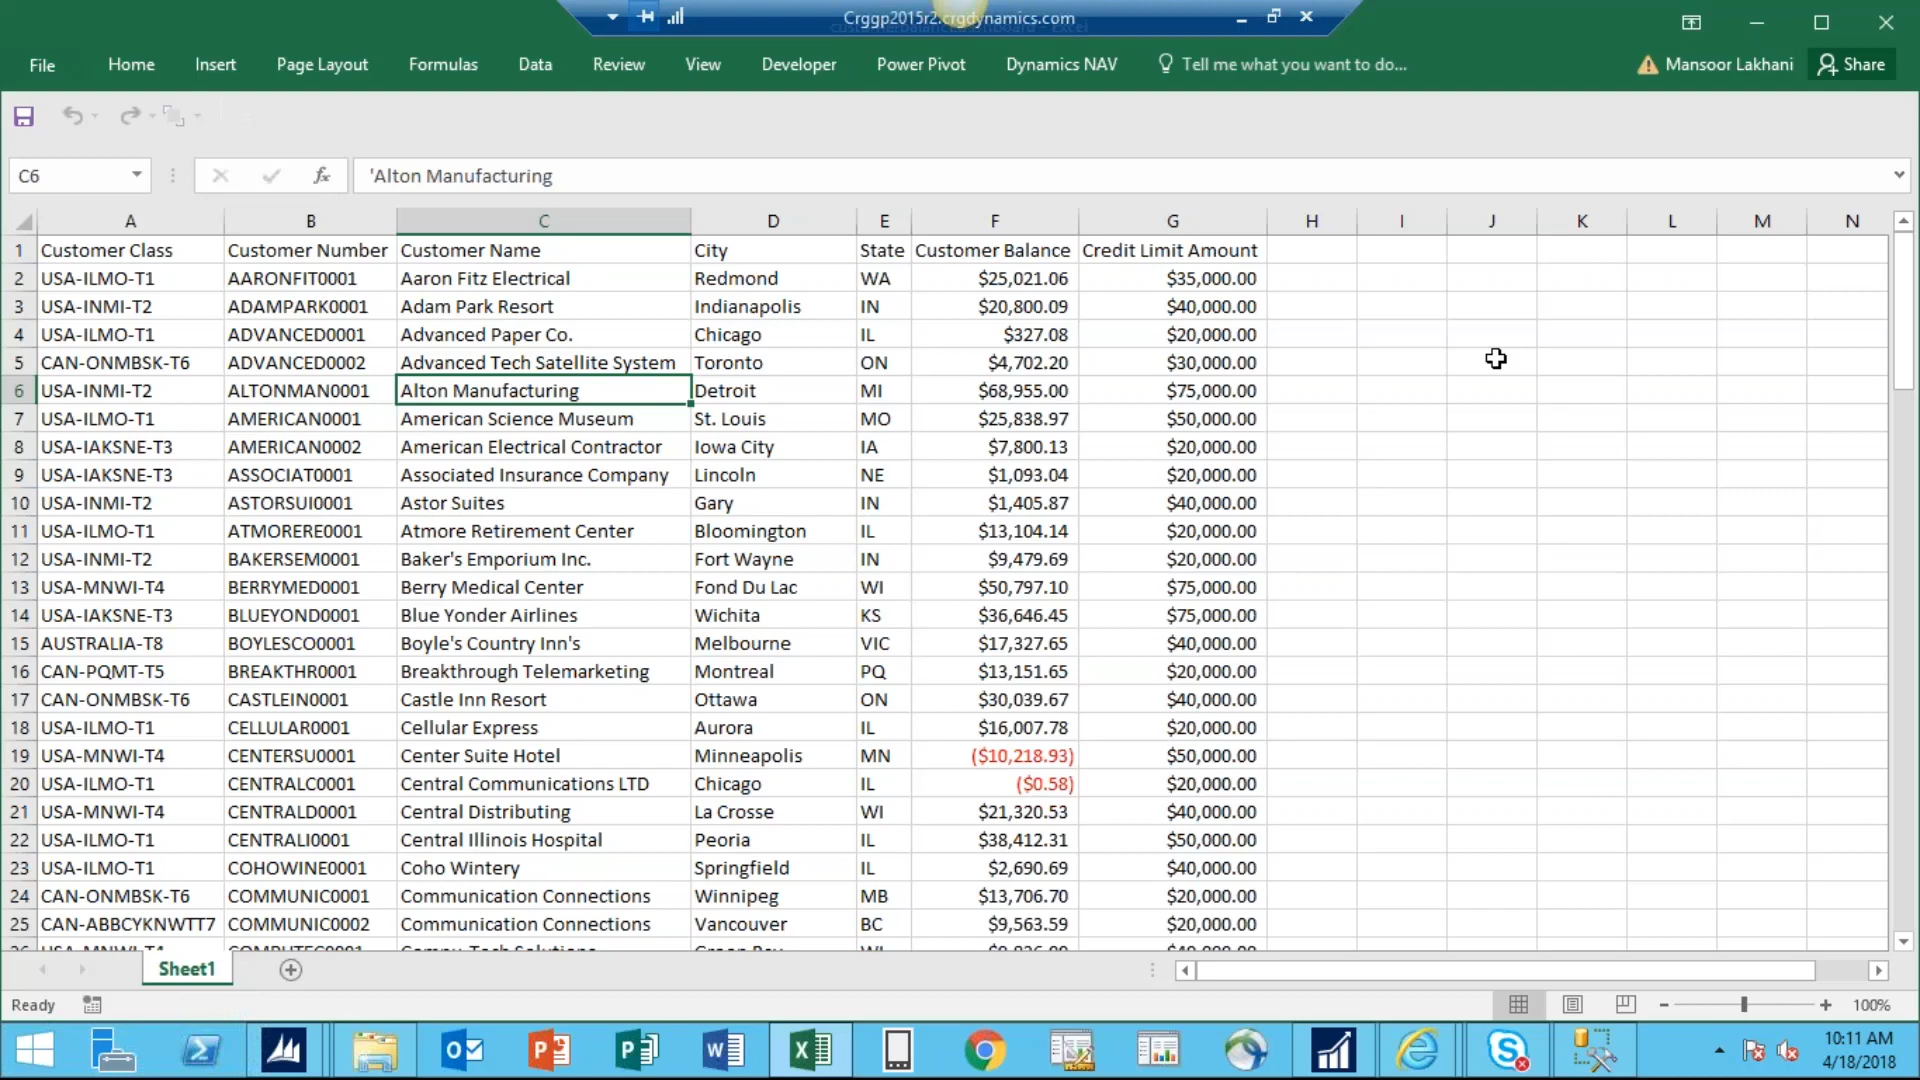 Crggp2015r2.crgdynamics.com
File Home Insert Page Layout Formulas Data Review View Developer Power Pivot Dynamics NAV Tell me what you want to do... Mansoor Lakhani Share
C6 fx 'Alton Manufacturing
A B C D E F G H I J K L M N
1 Customer Class Customer Number Customer Name City State Customer Balance Credit Limit Amount
2 USA-ILMO-T1 AARONFIT0001 Aaron Fitz Electrical Redmond WA $25,021.06 $35,000.00
3 USA-INMI-T2 ADAMPARK0001 Adam Park Resort Indianapolis IN $20,800.09 $40,000.00
4 USA-ILMO-T1 ADVANCED0001 Advanced Paper Co. Chicago IL $327.08 $20,000.00
5 CAN-ONMBSK-T6 ADVANCED0002 Advanced Tech Satellite System Toronto ON $4,702.20 $30,000.00
6 USA-INMI-T2 ALTONMAN0001 Alton Manufacturing Detroit MI $68,955.00 $75,000.00
7 USA-ILMO-T1 AMERICAN0001 American Science Museum St. Louis MO $25,838.97 $50,000.00
8 USA-IAKSNE-T3 AMERICAN0002 American Electrical Contractor Iowa City IA $7,800.13 $20,000.00
9 USA-IAKSNE-T3 ASSOCIAT0001 Associated Insurance Company Lincoln NE $1,093.04 $20,000.00
10 USA-INMI-T2 ASTORSUI0001 Astor Suites Gary IN $1,405.87 $40,000.00
11 USA-ILMO-T1 ATMORERE0001 Atmore Retirement Center Bloomington IL $13,104.14 $20,000.00
12 USA-INMI-T2 BAKERSEM0001 Baker's Emporium Inc. Fort Wayne IN $9,479.69 $20,000.00
13 USA-MNWI-T4 BERRYMED0001 Berry Medical Center Fond Du Lac WI $50,797.10 $75,000.00
14 USA-IAKSNE-T3 BLUEYOND0001 Blue Yonder Airlines Wichita KS $36,646.45 $75,000.00
15 AUSTRALIA-T8 BOYLESCO0001 Boyle's Country Inn's Melbourne VIC $17,327.65 $40,000.00
16 CAN-PQMT-T5 BREAKTHR0001 Breakthrough Telemarketing Montreal PQ $13,151.65 $20,000.00
17 CAN-ONMBSK-T6 CASTLEIN0001 Castle Inn Resort Ottawa ON $30,039.67 $40,000.00
18 USA-ILMO-T1 CELLULAR0001 Cellular Express Aurora IL $16,007.78 $20,000.00
19 USA-MNWI-T4 CENTERSU0001 Center Suite Hotel Minneapolis MN ($10,218.93) $50,000.00
20 USA-ILMO-T1 CENTRALC0001 Central Communications LTD Chicago IL ($0.58) $20,000.00
21 USA-MNWI-T4 CENTRALD0001 Central Distributing La Crosse WI $21,320.53 $40,000.00
22 USA-ILMO-T1 CENTRALI0001 Central Illinois Hospital Peoria IL $38,412.31 $50,000.00
23 USA-ILMO-T1 COHOWINE0001 Coho Wintery Springfield IL $2,690.69 $40,000.00
24 CAN-ONMBSK-T6 COMMUNIC0001 Communication Connections Winnipeg MB $13,706.70 $20,000.00
25 CAN-ABBCYKNWTT7 COMMUNIC0002 Communication Connections Vancouver BC $9,563.59 $20,000.00
Sheet1
Ready 100%
10:11 AM
4/18/2018